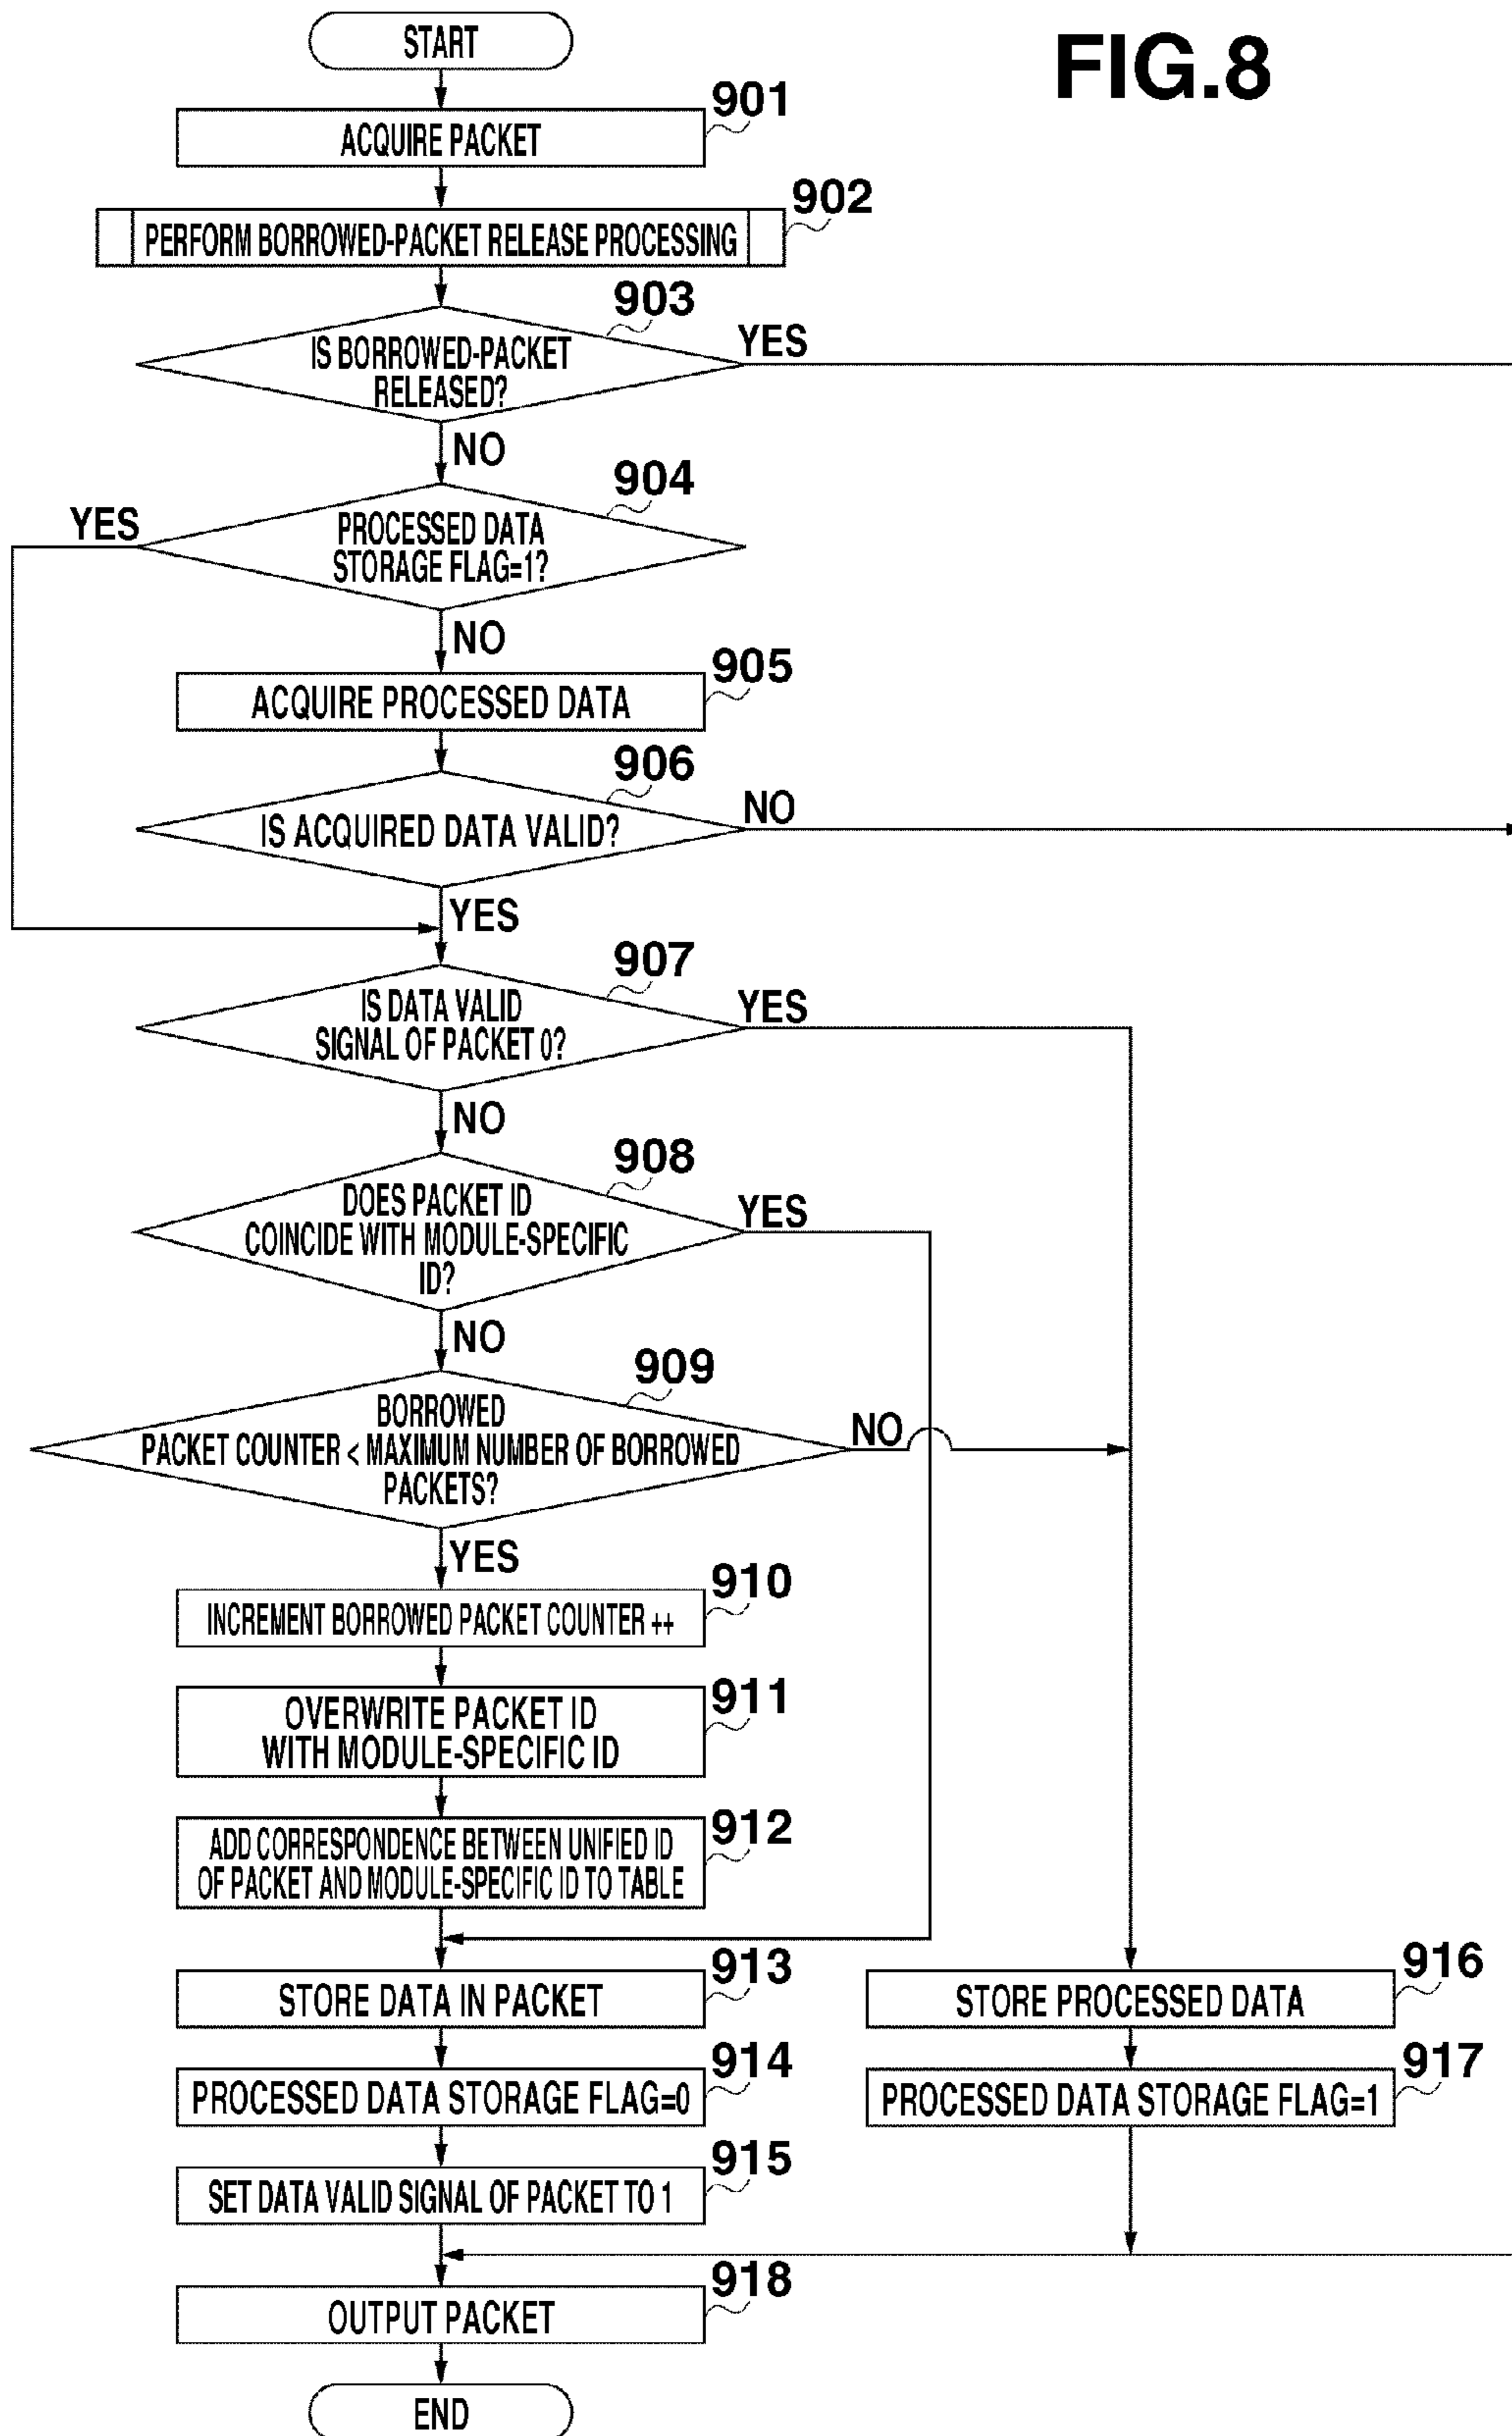 FIG.8
START
901
ACQUIRE PACKET
902
PERFORM BORROWED-PACKET RELEASE PROCESSING
903
IS BORROWED-PACKET
RELEASED?
YES
NO
904
YES
PROCESSED DATA
STORAGE FLAG=1?
NO
905
ACQUIRE PROCESSED DATA
906
IS ACQUIRED DATA VALID?
NO
YES
907
IS DATA VALID
SIGNAL OF PACKET 0?
YES
NO
908
DOES PACKET ID
COINCIDE WITH MODULE-SPECIFIC
ID?
YES
NO
909
BORROWED
PACKET COUNTER < MAXIMUM NUMBER OF BORROWED
PACKETS?
NO
YES
910
INCREMENT BORROWED PACKET COUNTER ++
911
OVERWRITE PACKET ID
WITH MODULE-SPECIFIC ID
912
ADD CORRESPONDENCE BETWEEN UNIFIED ID
OF PACKET AND MODULE-SPECIFIC ID TO TABLE
913
STORE DATA IN PACKET
916
STORE PROCESSED DATA
914
PROCESSED DATA STORAGE FLAG=0
917
PROCESSED DATA STORAGE FLAG=1
915
SET DATA VALID SIGNAL OF PACKET TO 1
918
OUTPUT PACKET
END